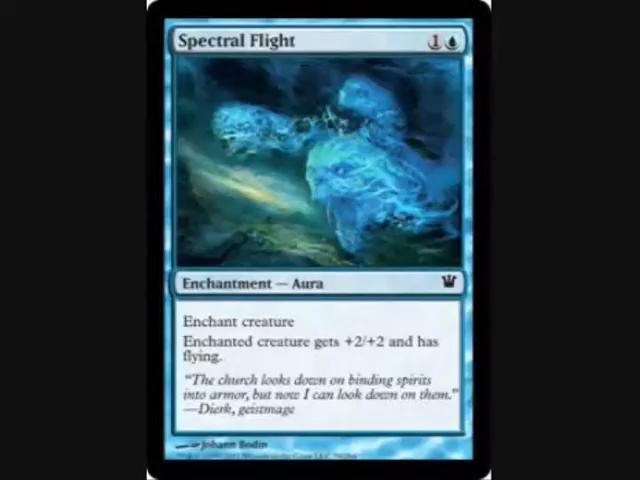 Spectral Flight 1
Enchantment — Aura
Enchant creature
Enchanted creature gets +2/+2 and has
flying.
"The church looks down on binding spirits
into armor, but now I can look down on them."
—Dierk, geistmage
Johann Bodin